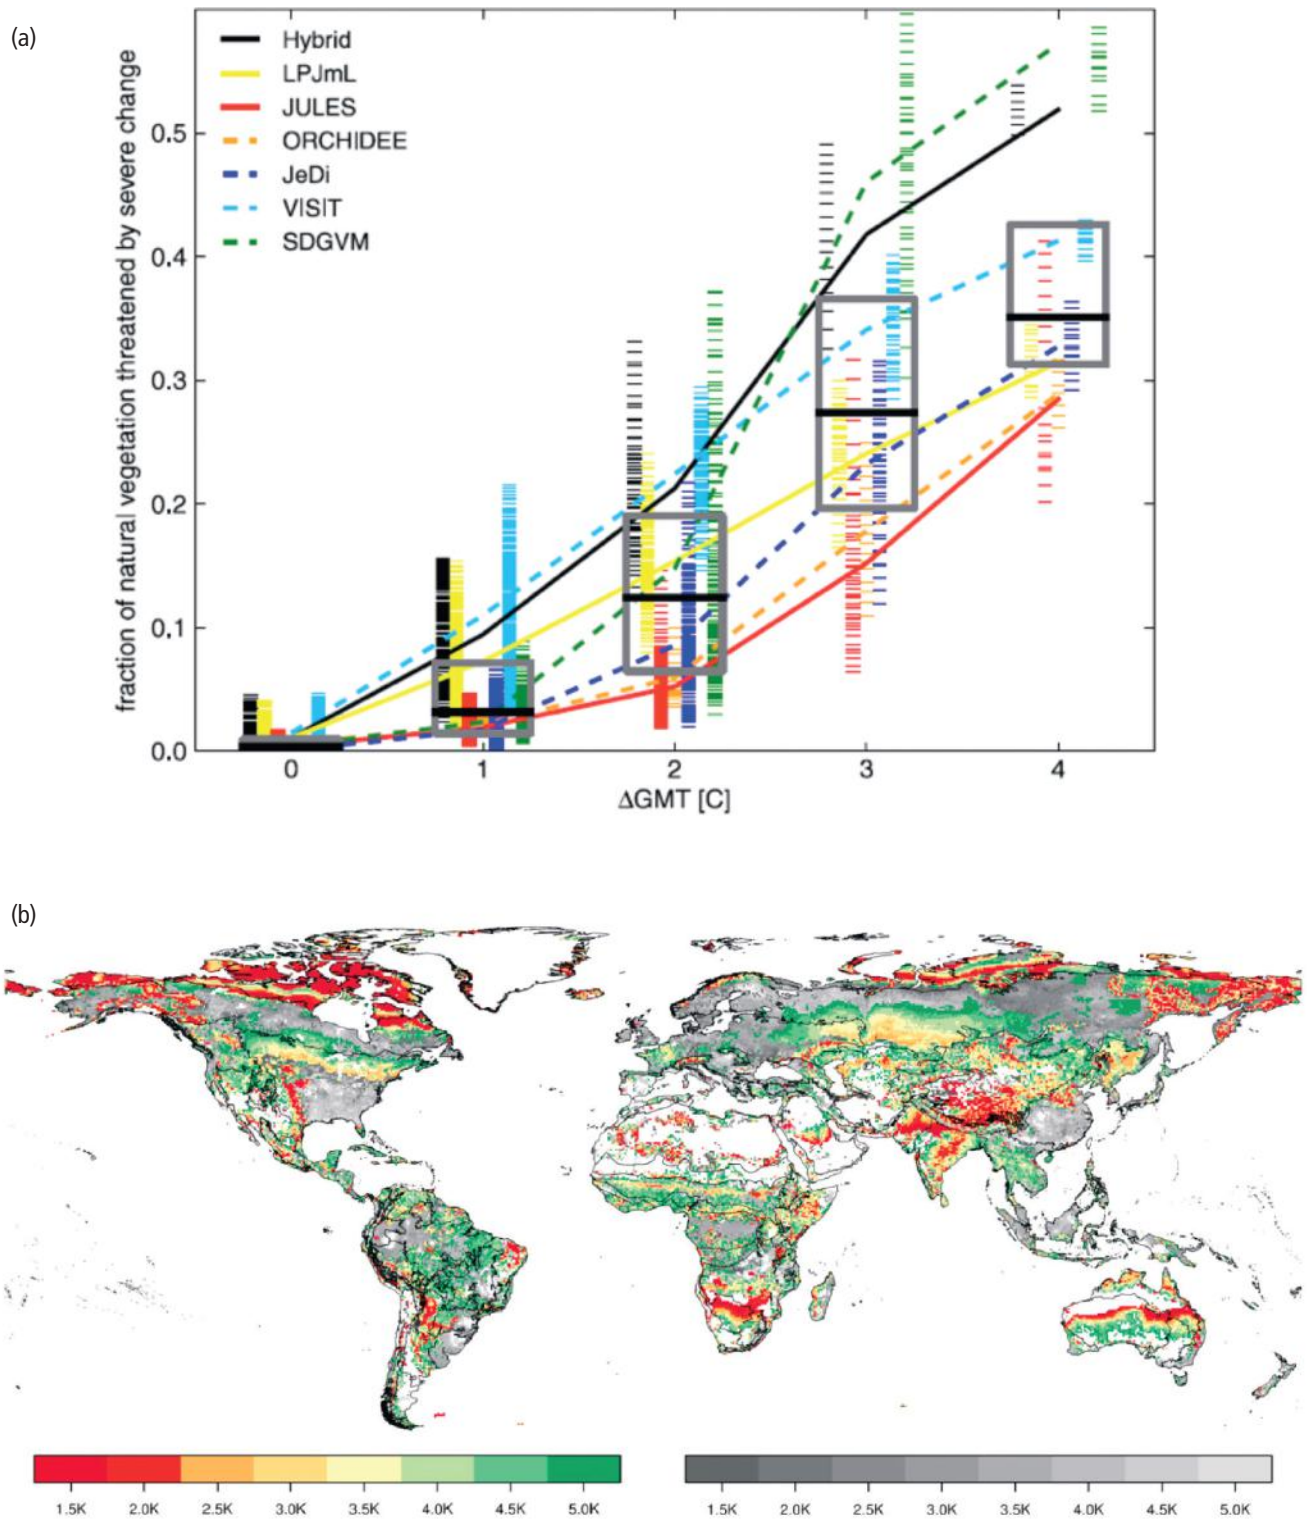 (a)
fraction of natural vegetation threatened by severe change
Hybrid
LPJmL
JULES
ORCHIDEE
JeDi
VISIT
SDGVM
0.5
0.4
0.3
0.2
0.1
0.0
0 1 2 3 4
ΔGMT [C]
(b)
1.5K 2.0K 2.5K 3.0K 3.5K 4.0K 4.5K 5.0K
1.5K 2.0K 2.5K 3.0K 3.5K 4.0K 4.5K 5.0K